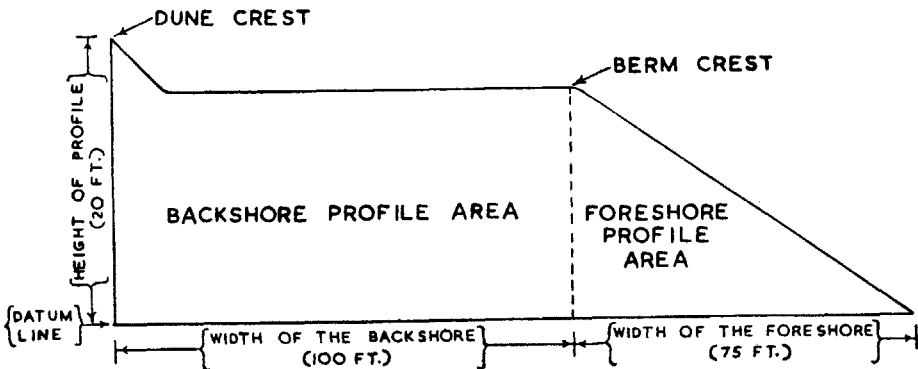 DUNE CREST
BERM CREST
HEIGHT OF PROFILE
(20 FT.)
BACKSHORE PROFILE AREA
FORESHORE
PROFILE
AREA
DATUM
LINE
WIDTH OF THE BACKSHORE
(100 FT.)
WIDTH OF THE FORESHORE
(75 FT.)